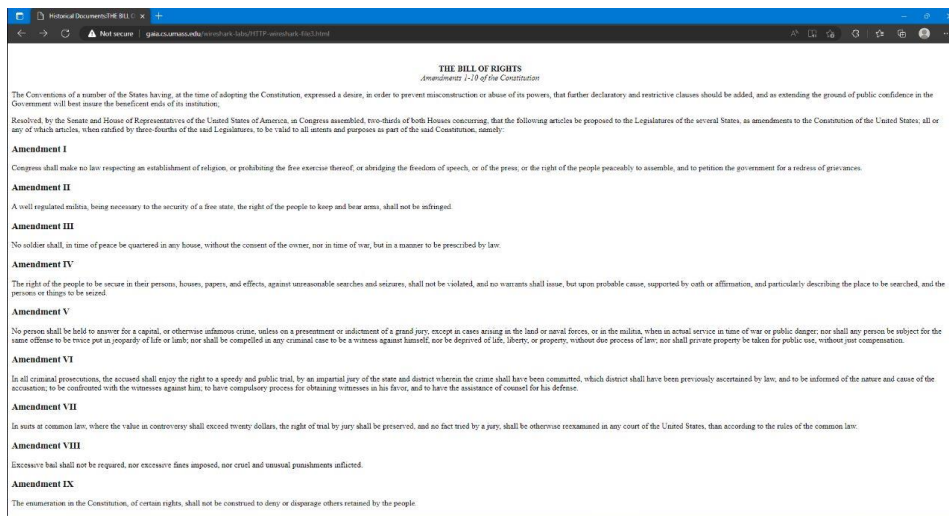 Historical Documents:THE BILL O
Not secure | gaia.cs.umass.edu/wireshark-labs/HTTP-wireshark-file3.html
THE BILL OF RIGHTS
Amendments 1-10 of the Constitution
The Conventions of a number of the States having, at the time of adopting the Constitution, expressed a desire, in order to prevent misconstruction or abuse of its powers, that further declaratory and restrictive clauses should be added, and as extending the ground of public confidence in the
Government will best insure the beneficent ends of its institution;
Resolved, by the Senate and House of Representatives of the United States of America, in Congress assembled, two-thirds of both Houses concurring, that the following articles be proposed to the Legislatures of the several States, as amendments to the Constitution of the United States; all or
any of which articles, when ratified by three-fourths of the said Legislatures, to be valid to all intents and purposes as part of the said Constitution, namely:
Amendment I
Congress shall make no law respecting an establishment of religion, or prohibiting the free exercise thereof; or abridging the freedom of speech, or of the press; or the right of the people peaceably to assemble, and to petition the government for a redress of grievances.
Amendment II
A well regulated militia, being necessary to the security of a free state, the right of the people to keep and bear arms, shall not be infringed.
Amendment III
No soldier shall, in time of peace be quartered in any house, without the consent of the owner, nor in time of war, but in a manner to be prescribed by law.
Amendment IV
The right of the people to be secure in their persons, houses, papers, and effects, against unreasonable searches and seizures, shall not be violated, and no warrants shall issue, but upon probable cause, supported by oath or affirmation, and particularly describing the place to be searched, and the
persons or things to be seized.
Amendment V
No person shall be held to answer for a capital, or otherwise infamous crime, unless on a presentment or indictment of a grand jury, except in cases arising in the land or naval forces, or in the militia, when in actual service in time of war or public danger; nor shall any person be subject for the
same offense to be twice put in jeopardy of life or limb; nor shall be compelled in any criminal case to be a witness against himself, nor be deprived of life, liberty, or property, without due process of law; nor shall private property be taken for public use, without just compensation.
Amendment VI
In all criminal prosecutions, the accused shall enjoy the right to a speedy and public trial, by an impartial jury of the state and district wherein the crime shall have been committed, which district shall have been previously ascertained by law, and to be informed of the nature and cause of the
accusation; to be confronted with the witnesses against him; to have compulsory process for obtaining witnesses in his favor, and to have the assistance of counsel for his defense.
Amendment VII
In suits at common law, where the value in controversy shall exceed twenty dollars, the right of trial by jury shall be preserved, and no fact tried by a jury, shall be otherwise reexamined in any court of the United States, than according to the rules of the common law.
Amendment VIII
Excessive bail shall not be required, nor excessive fines imposed, nor cruel and unusual punishments inflicted.
Amendment IX
The enumeration in the Constitution, of certain rights, shall not be construed to deny or disparage others retained by the people.